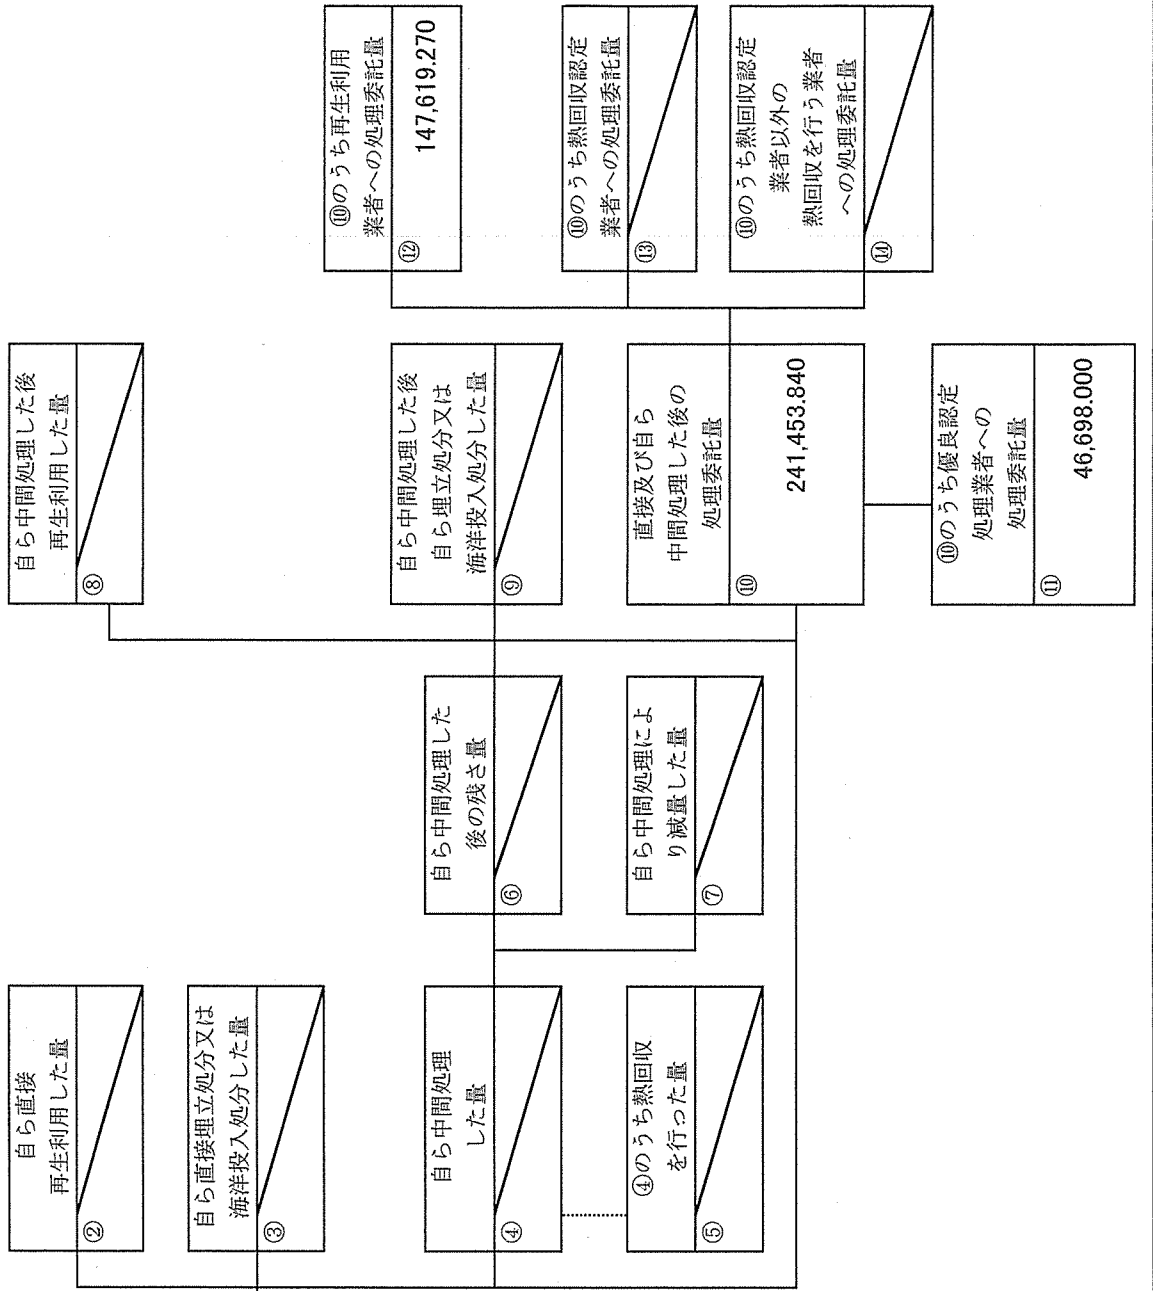 自ら直接
再生利用した量
②
自ら直接埋立処分又は
海洋投入処分した量
③
自ら中間処理
した量
④
④のうち熱回収
を行った量
⑤
自ら中間処理した
後の残さ量
⑥
自ら中間処理によ
り減量した量
⑦
自ら中間処理した後
再生利用した量
⑧
自ら中間処理した後
自ら埋立処分又は
海洋投入処分した量
⑨
直接及び自ら
中間処理した後の
処理委託量
⑩
241,453.840
⑩のうち優良認定
処理業者への
処理委託量
⑪
46,698.000
⑩のうち再生利用
業者への処理委託量
⑫
147,619.270
⑩のうち熱回収認定
業者への処理委託量
⑬
⑩のうち熱回収認定
業者以外の
熱回収を行う業者
への処理委託量
⑭